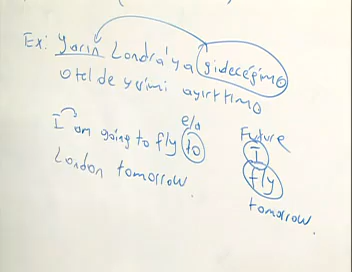 Ex: Yarın Londra'ya gideceğim.
otelde yerimi ayırttım.
e/o
I am going to fly to
London tomorrow.
Future
I
fly
tomorrow.